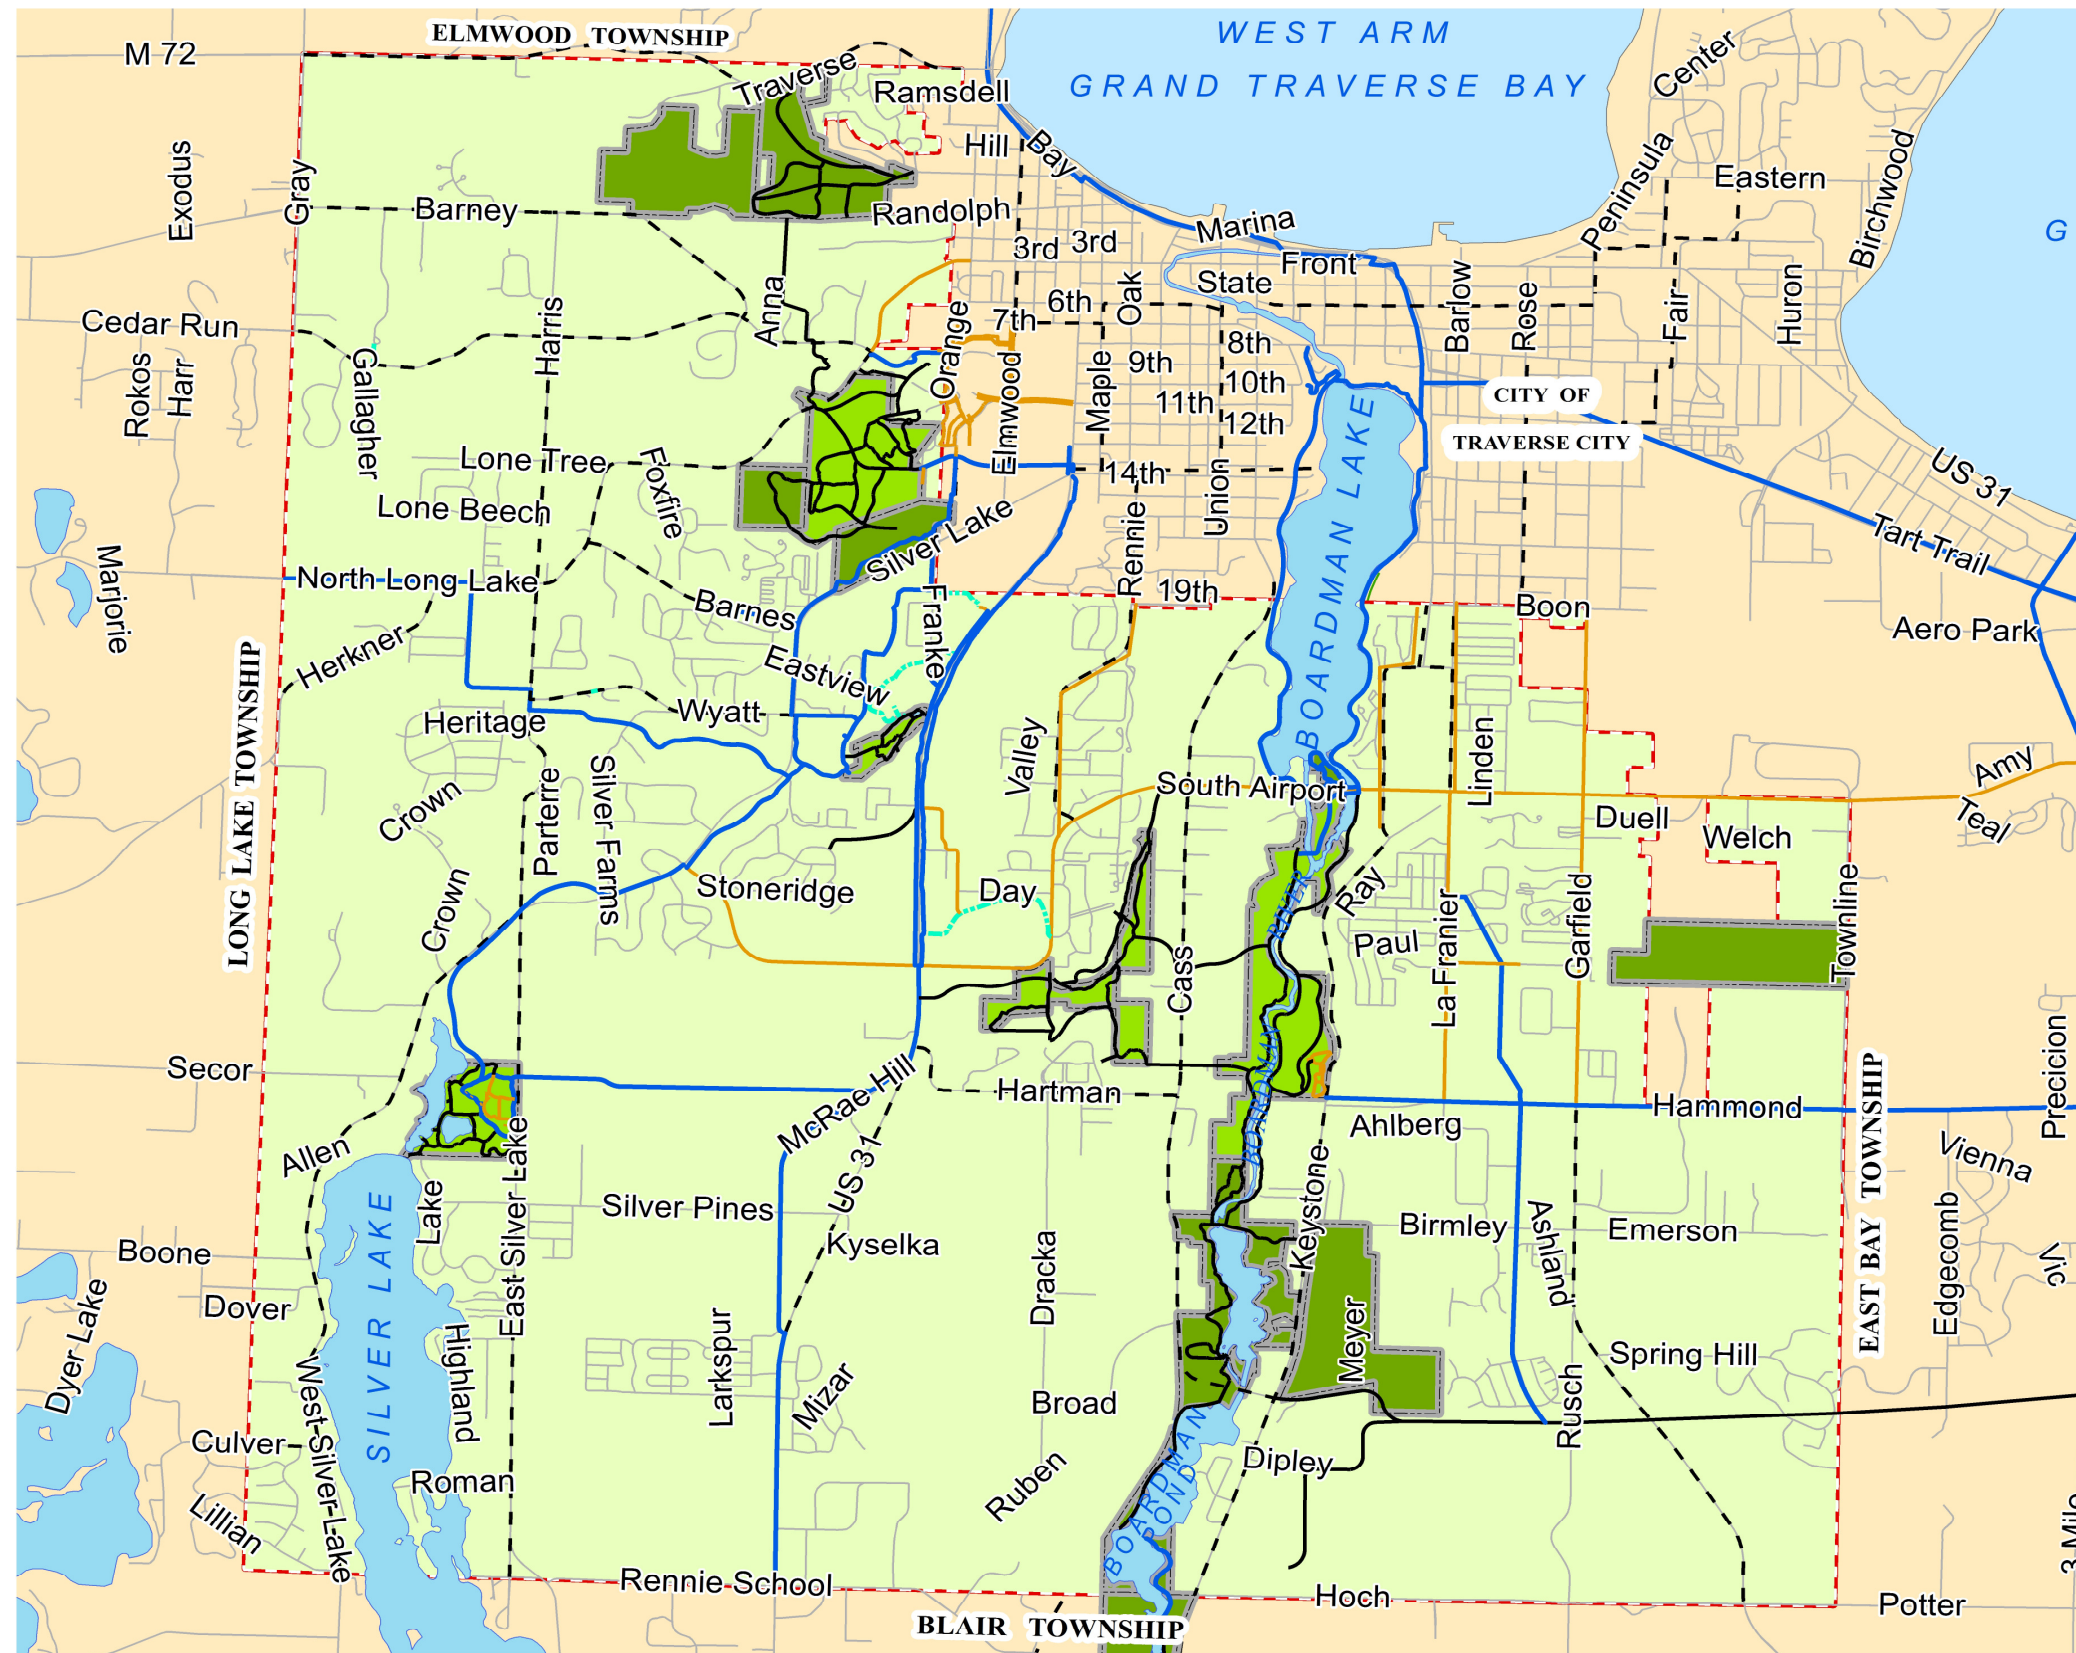 ELMWOOD TOWNSHIP
WEST ARM
GRAND TRAVERSE BAY
M 72
Traverse
Ramsdell
Center
Hill
Bay
Exodus
Gray
Peninsula
Eastern
Birchwood
Barney
Randolph
Marina
3rd
3rd
G
Front
State
Oak
Anna
Harris
6th
7th
Orange
Barlow
Rose
Fair
Huron
Cedar Run
Rokos
Harr
Gallagher
8th
9th
10th
11th
12th
Maple
Elmwood
CITY OF
TRAVERSE CITY
Lone Tree
Foxfire
Lone Beech
14th
Union
Rennie
Silver Lake
BOARDMAN LAKE
US 31
Tart Trail
Marjorie
North Long Lake
Barnes
Franke
19th
Boon
Aero Park
Herkner
Eastview
Wyatt
Heritage
Valley
South Airport
Linden
Amy
Teal
LONG LAKE TOWNSHIP
Crown
Parterre
Silver Farms
Duell
Welch
Stoneridge
Day
Crown
Cass
Ray
Paul
La Franier
Garfield
Townline
BOARDMAN RIVER
Secor
McRae Hill
Hartman
Hammond
Precicion
Ahlberg
Allen
US 31
Keystone
Vienna
EAST BAY TOWNSHIP
Lake
East Silver Lake
Silver Pines
Kyselka
Dracka
Birmley
Ashland
Emerson
Edgecomb
Vic
Boone
Dover
Dyer Lake
SILVER LAKE
Highland
West Silver Lake
Larkspur
Mizar
Meyer
Spring Hill
Broad
Rusch
Culver
Roman
Ruben
Dipley
BOARDMAN
POND
Lillian
3 Mile
Rennie School
Hoch
Potter
BLAIR TOWNSHIP